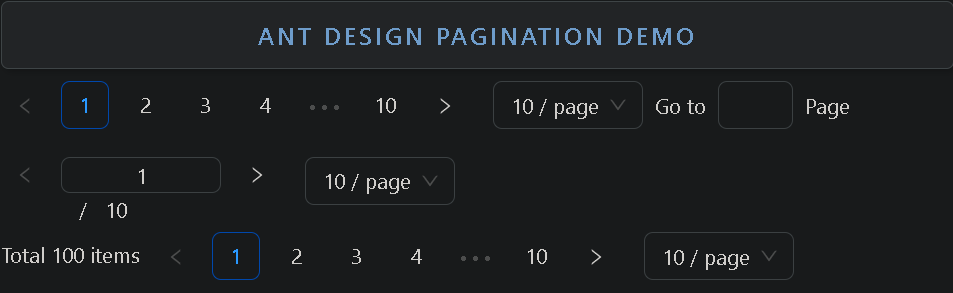 ANT DESIGN PAGINATION DEMO
1 2 3 4 ••• 10 10 / page Go to Page
1 10 / page
/ 10
Total 100 items 1 2 3 4 ••• 10 10 / page